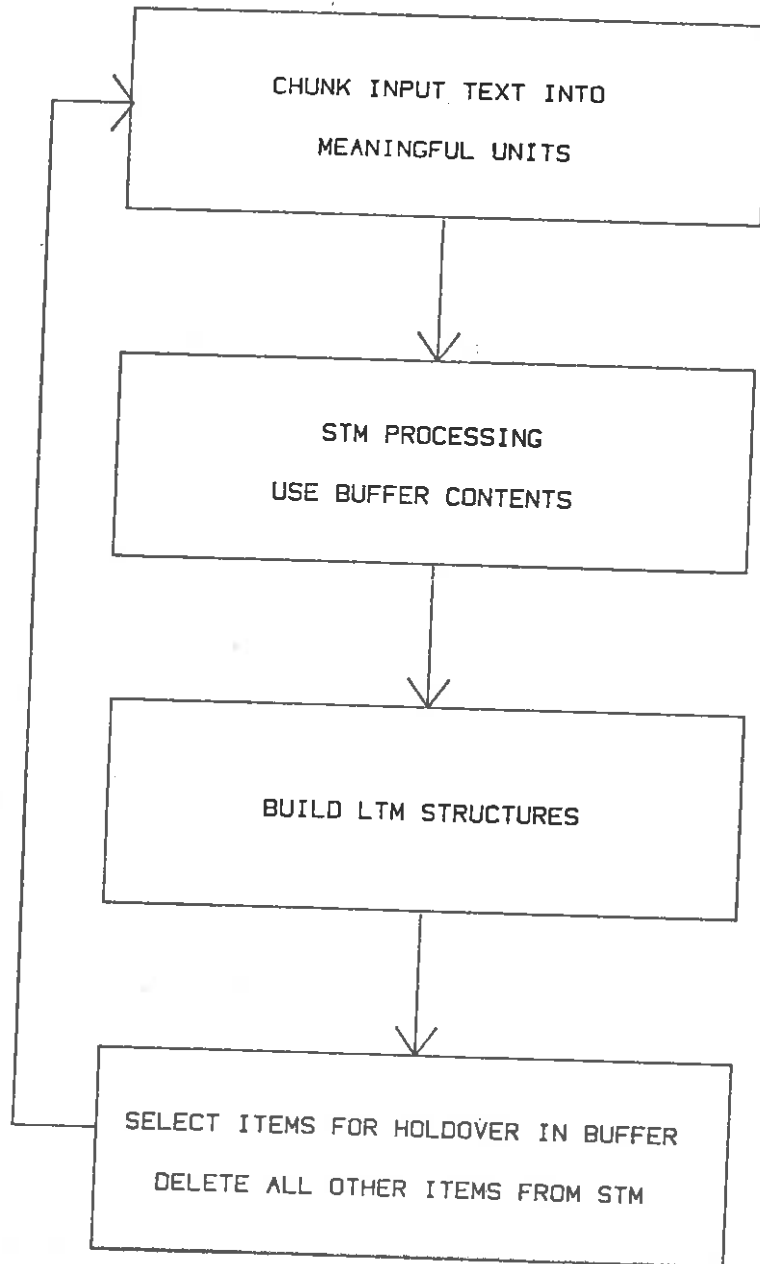 CHUNK INPUT TEXT INTO
MEANINGFUL UNITS
STM PROCESSING
USE BUFFER CONTENTS
BUILD LTM STRUCTURES
SELECT ITEMS FOR HOLDOVER IN BUFFER
DELETE ALL OTHER ITEMS FROM STM